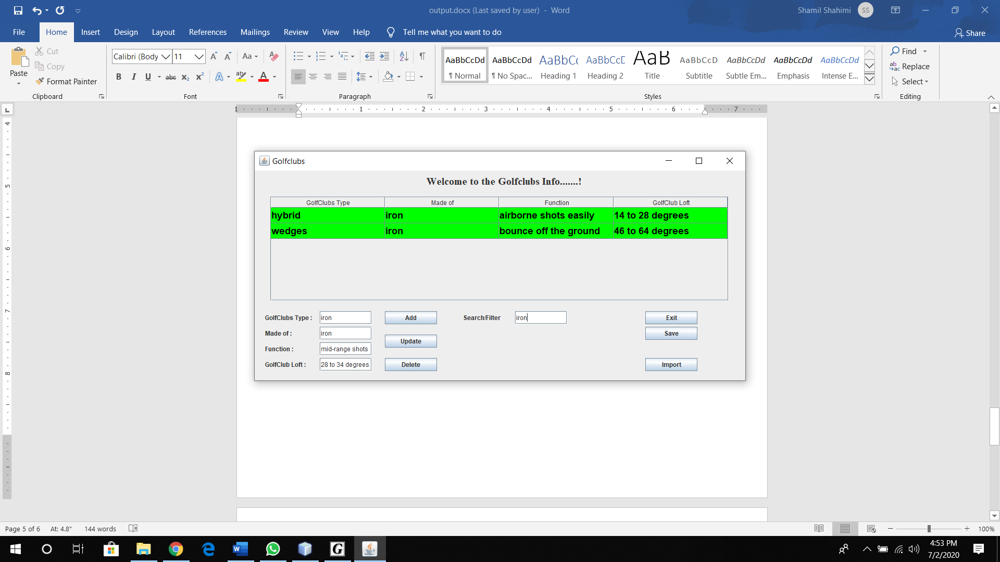 output.docx (Last saved by user) - Word
Shamil Shahimi SS
File Home Insert Design Layout References Mailings Review View Help Tell me what you want to do Share
Paste
Cut
Copy
Format Painter
Clipboard
Calibri (Body 11
Font
Paragraph
AaBbCcDd AaBbCcDd AaBbC AaBbCcD AaB AaBbCcD AaBbCcDd AaBbCcDd AaBbCcDd
¶ Normal ¶ No Spac... Heading 1 Heading 2 Title Subtitle Subtle Em... Emphasis Intense E...
Styles
Find
Replace
Select
Editing
1 1 2 3 4 5 6 7
4
5
6
7
8
Golfclubs
Welcome to the Golfclubs Info.......!
GolfClubs Type Made of Function GolfClub Loft
hybrid iron airborne shots easily 14 to 28 degrees
wedges iron bounce off the ground 46 to 64 degrees
GolfClubs Type : iron Add Search/Filter iron Exit
Made of : iron Save
Update
Function : mid-range shots
GolfClub Loft : 28 to 34 degrees Delete Import
Page 5 of 6 At: 4.8" 144 words 100%
4:53 PM
7/2/2020